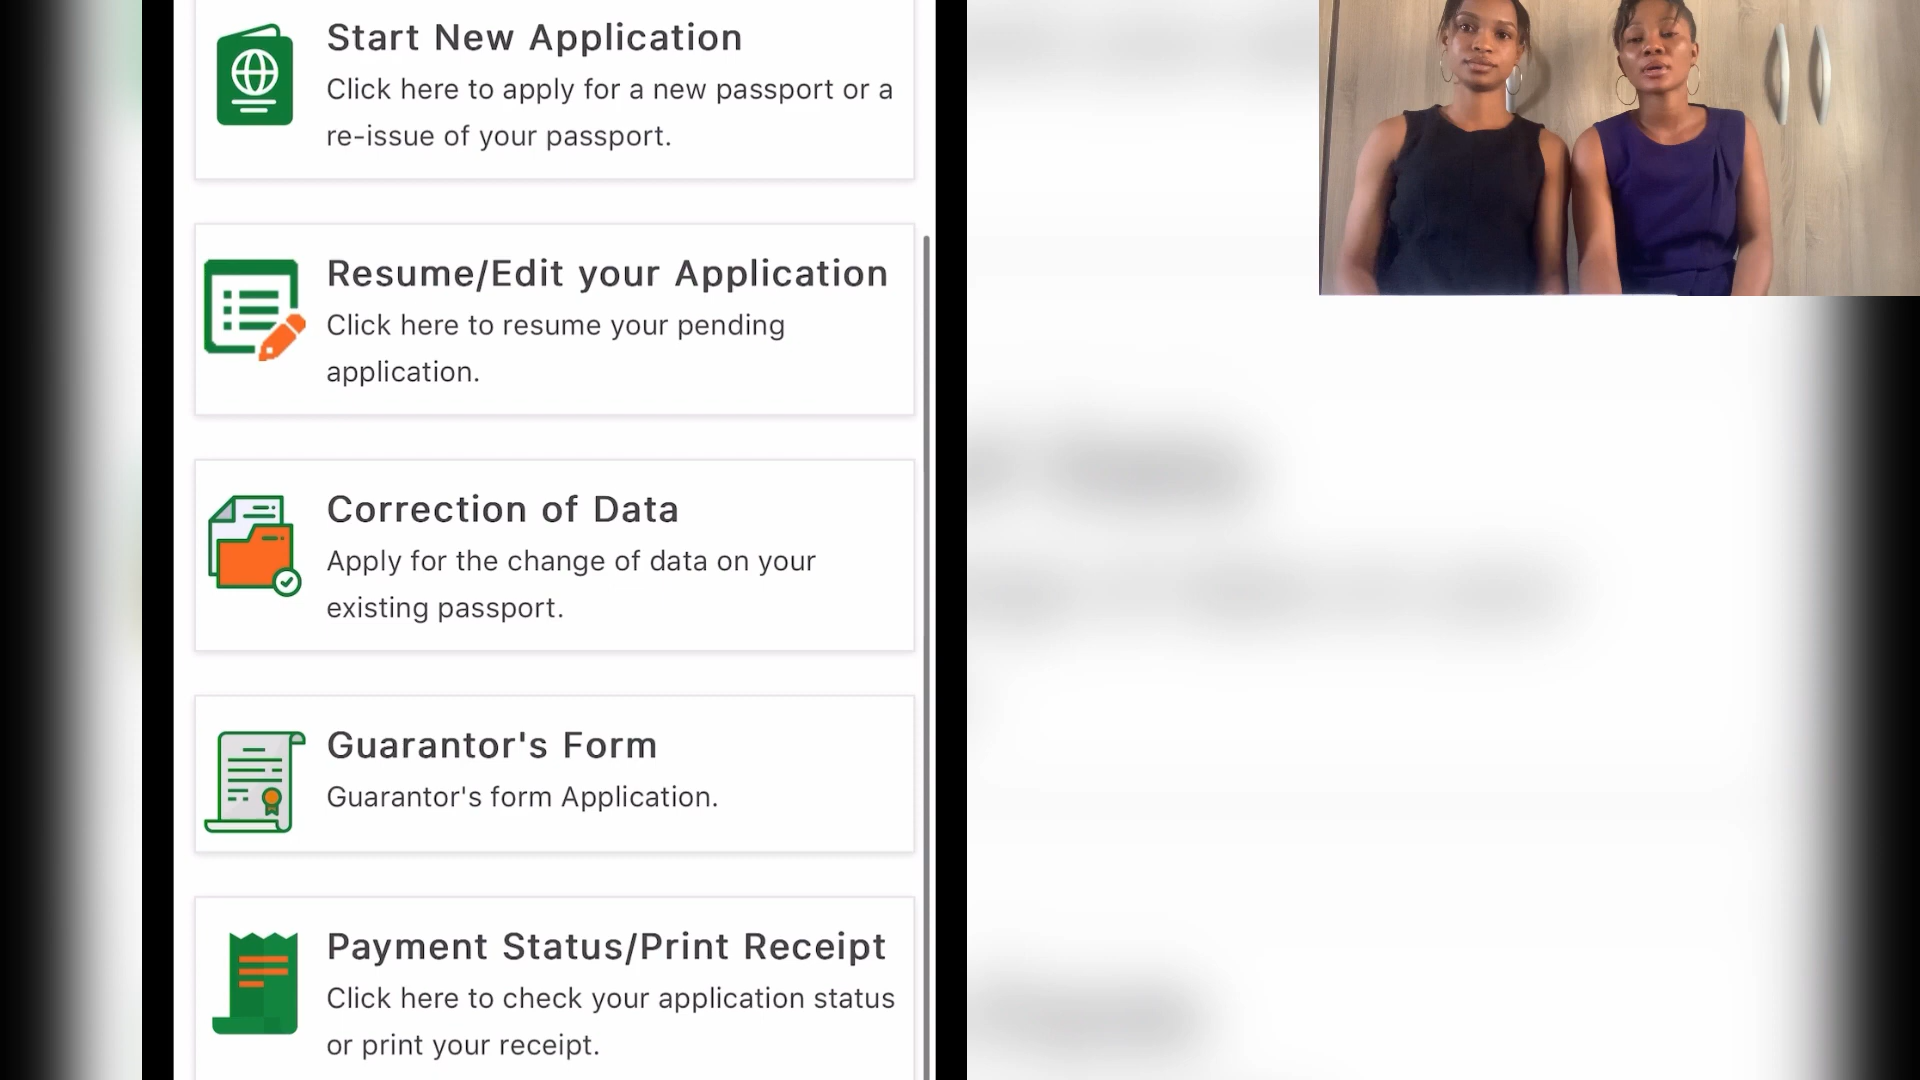 Start New Application
Click here to apply for a new passport or a
re-issue of your passport.
Resume/Edit your Application
Click here to resume your pending
application.
Correction of Data
Apply for the change of data on your
existing passport.
Guarantor's Form
Guarantor's form Application.
Payment Status/Print Receipt
Click here to check your application status
or print your receipt.